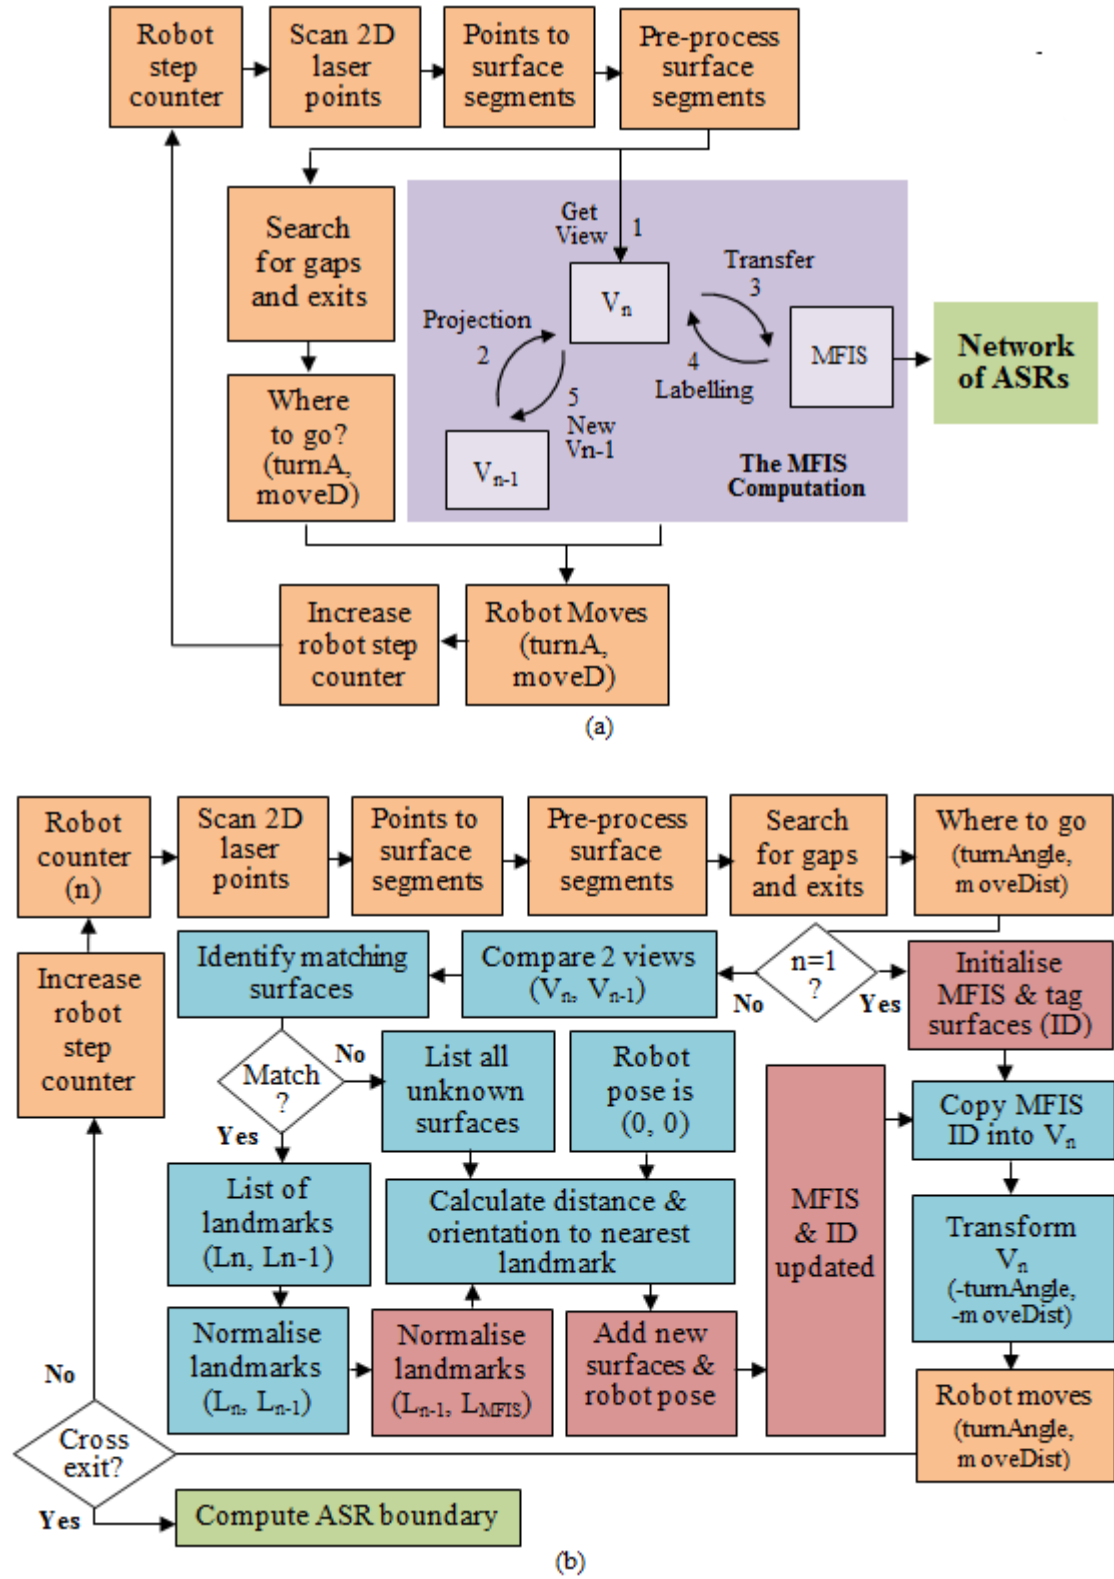 Robot
step
counter
Scan 2D
laser
points
Points to
surface
segments
Pre-process
surface
segments
Search
for gaps
and exits
Where
to go?
(turnA,
moveD)
Get
View
1
Vn
Transfer
3
Projection
2
4
Labelling
5
New
Vn-1
Vn-1
MFIS
The MFIS
Computation
Network
of ASRs
Increase
robot step
counter
Robot Moves
(turnA,
moveD)
(a)
Robot
counter
(n)
Scan 2D
laser
points
Points to
surface
segments
Pre-process
surface
segments
Search
for gaps
and exits
Where to go
(turnAngle,
moveDist)
Increase
robot
step
counter
Identify matching
surfaces
Compare 2 views
(Vn, Vn-1)
n=1
?
No
Yes
Initialise
MFIS & tag
surfaces (ID)
Match
?
No
Yes
List all
unknown
surfaces
Robot
pose is
(0, 0)
MFIS
& ID
updated
Copy MFIS
ID into Vn
List of
landmarks
(Ln, Ln-1)
Calculate distance &
orientation to nearest
landmark
Transform
Vn
(-turnAngle,
-moveDist)
Normalise
landmarks
(Ln, Ln-1)
Normalise
landmarks
(Ln-1, LMFIS)
Add new
surfaces &
robot pose
Robot moves
(turnAngle,
moveDist)
No
Cross
exit?
Yes
Compute ASR boundary
(b)